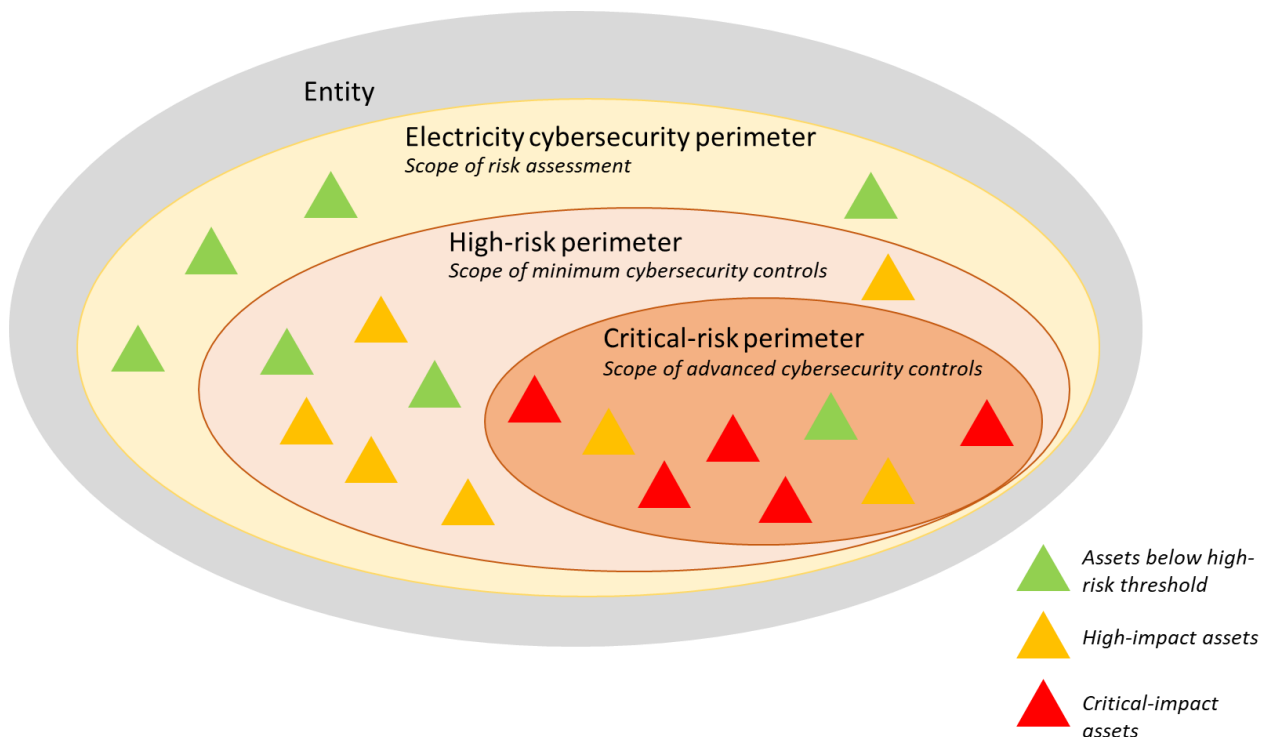 Entity
Electricity cybersecurity perimeter
Scope of risk assessment
High-risk perimeter
Scope of minimum cybersecurity controls
Critical-risk perimeter
Scope of advanced cybersecurity controls
Assets below high-
risk threshold
High-impact assets
Critical-impact
assets